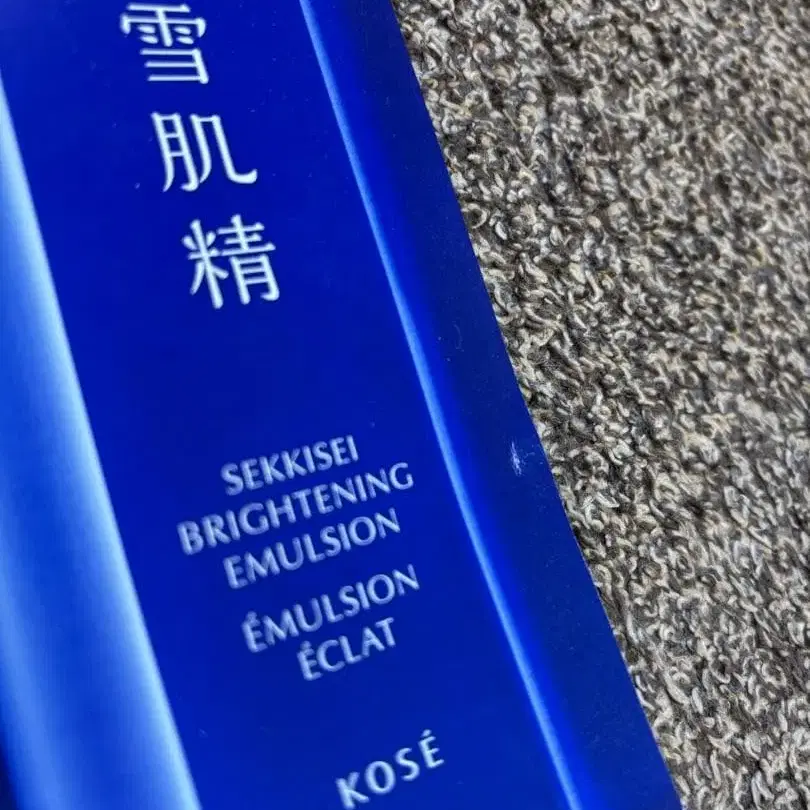 雪肌精
SEKKISEI
BRIGHTENING
EMULSION
ÉMULSION
ÉCLAT
KOSÉ